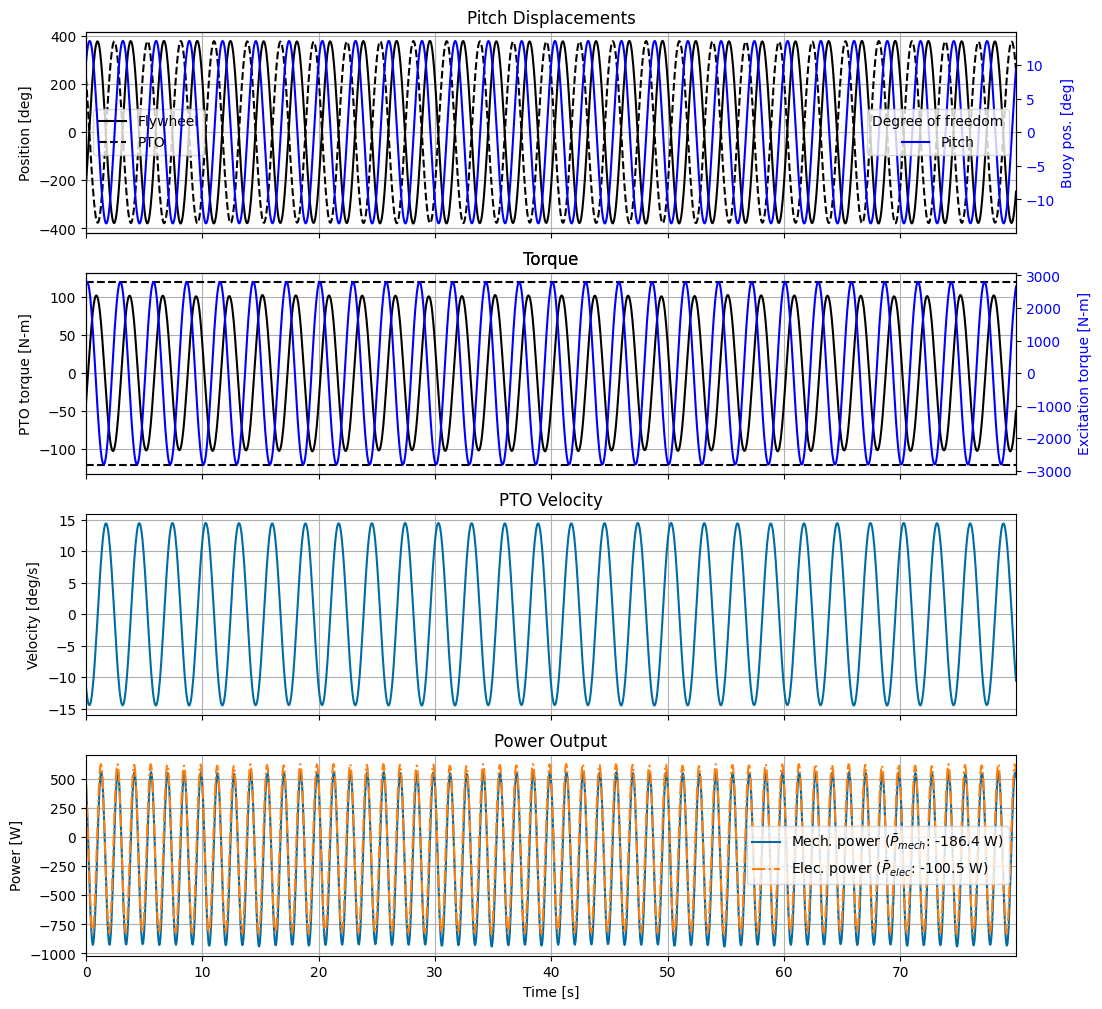 Pitch Displacements
400
200
0
−200
−400
Position [deg]
Flywheel
PTO
Degree of freedom
Pitch
10
5
0
−5
−10
Buoy pos. [deg]
Torque
100
50
0
−50
−100
PTO torque [N-m]
3000
2000
1000
0
−1000
−2000
−3000
Excitation torque [N-m]
PTO Velocity
15
10
5
0
−5
−10
−15
Velocity [deg/s]
Power Output
500
250
0
−250
−500
−750
−1000
Power [W]
Mech. power (P̄mech: -186.4 W)
Elec. power (P̄elec: -100.5 W)
0 10 20 30 40 50 60 70
Time [s]